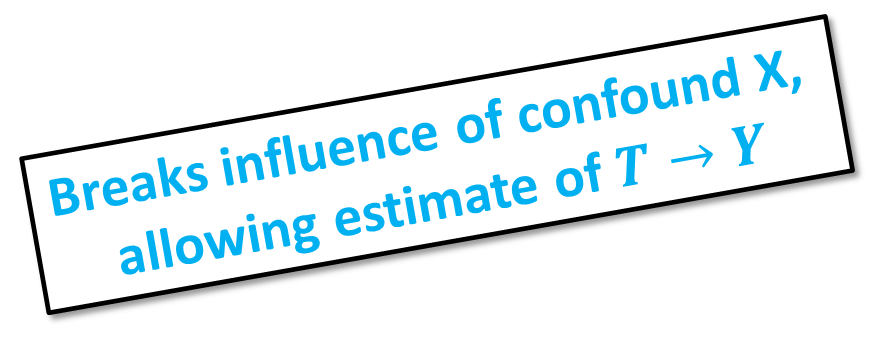 Breaks influence of confound X,
allowing estimate of T → Y